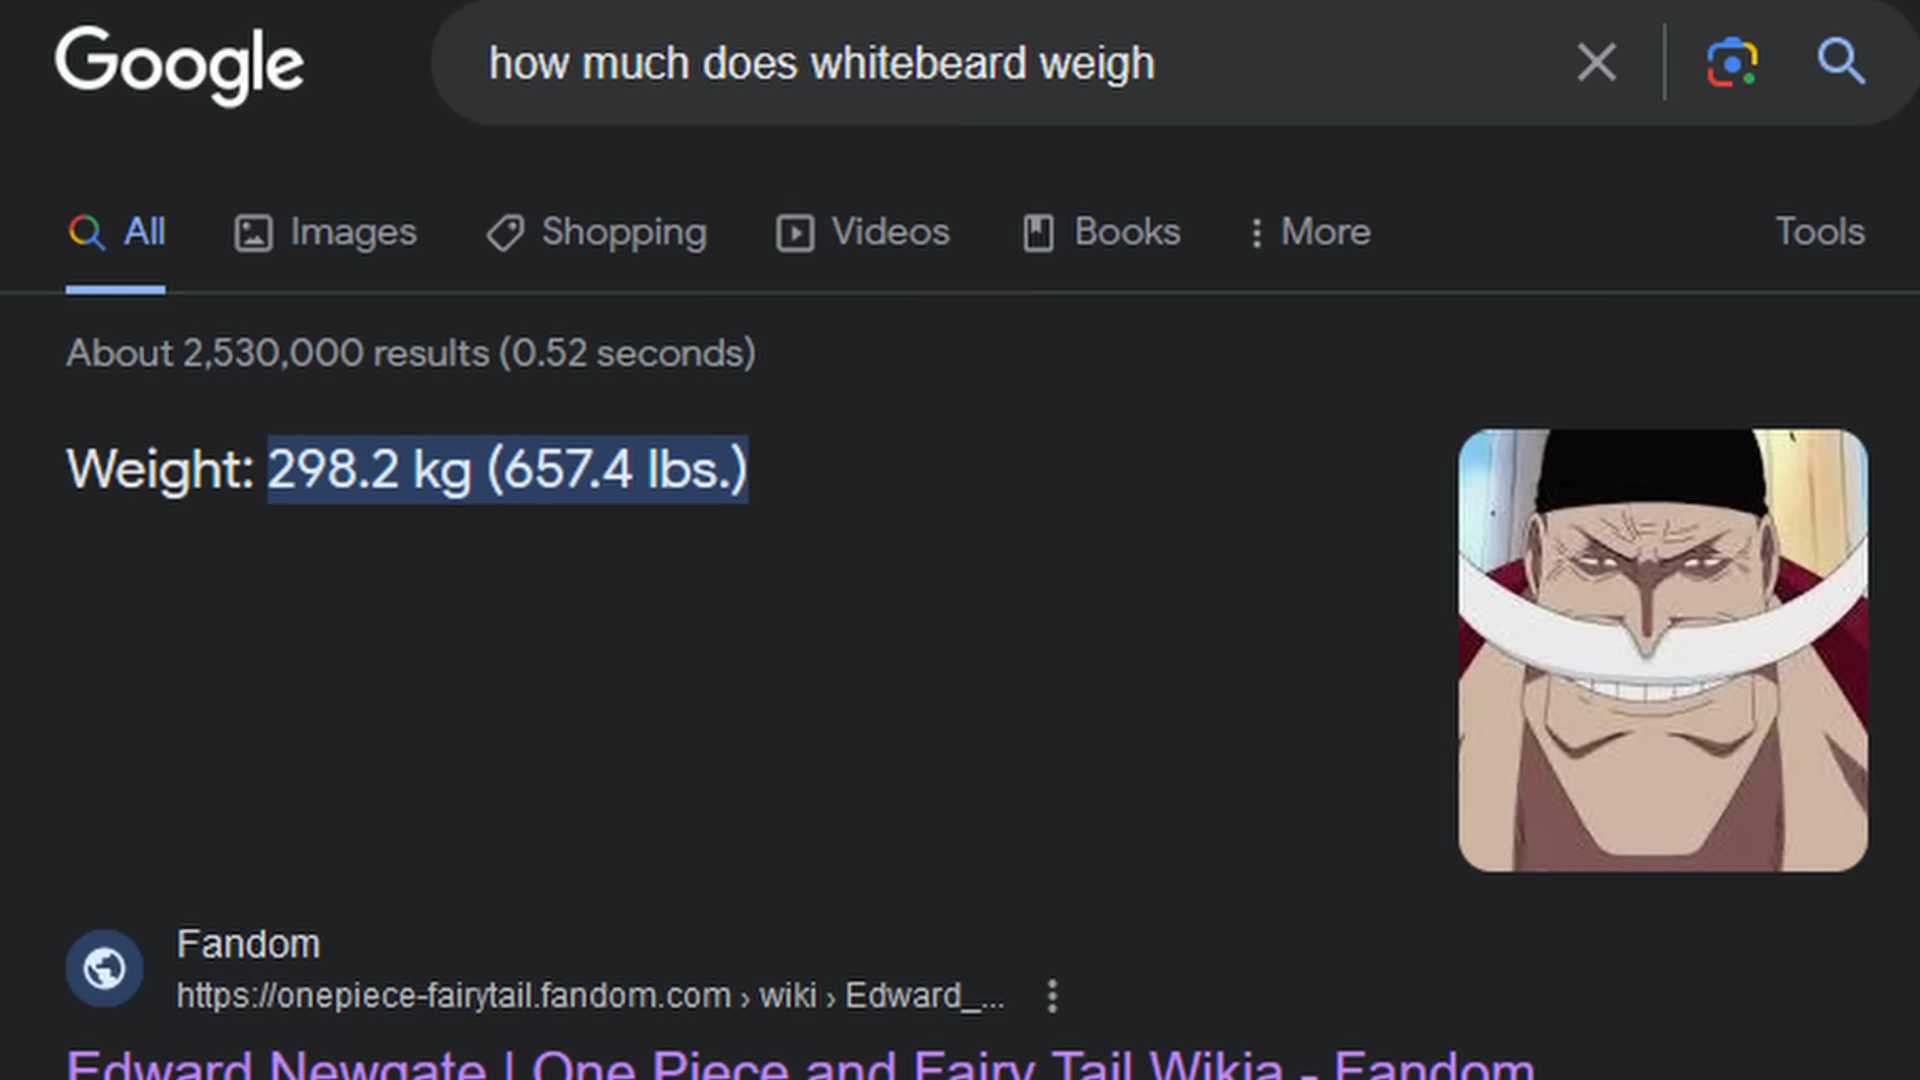 Google
how much does whitebeard weigh
All Images Shopping Videos Books More Tools
About 2,530,000 results (0.52 seconds)
Weight: 298.2 kg (657.4 lbs.)
Fandom
https://onepiece-fairytail.fandom.com › wiki › Edward_...
Edward Newgate | One Piece and Fairy Tail Wikia - Fandom